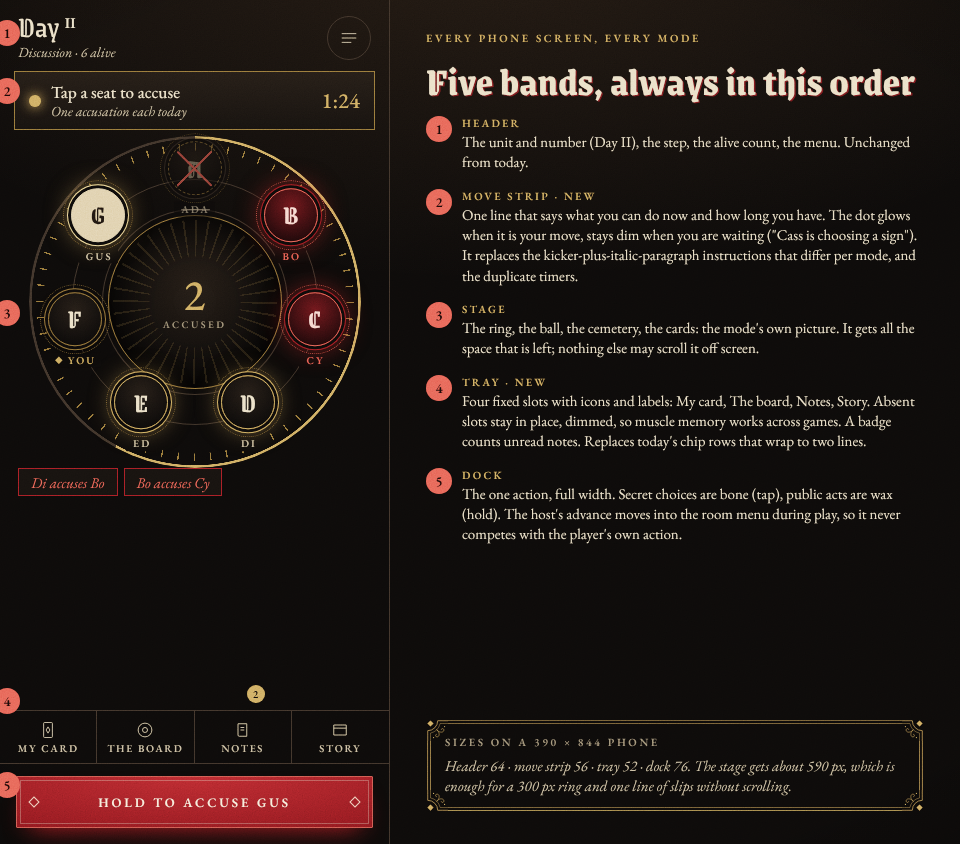 1
Day II
Discussion · 6 alive
2
Tap a seat to accuse
One accusation each today
1:24
A
ADA
G
GUS
B
BO
2
ACCUSED
3
F
◆ YOU
C
CY
E
ED
D
DI
Di accuses Bo
Bo accuses Cy
2
4
MY CARD
THE BOARD
NOTES
STORY
5
HOLD TO ACCUSE GUS
EVERY PHONE SCREEN, EVERY MODE
Five bands, always in this order
1
HEADER
The unit and number (Day II), the step, the alive count, the menu. Unchanged
from today.
2
MOVE STRIP · NEW
One line that says what you can do now and how long you have. The dot glows
when it is your move, stays dim when you are waiting ("Cass is choosing a sign").
It replaces the kicker-plus-italic-paragraph instructions that differ per mode, and
the duplicate timers.
3
STAGE
The ring, the ball, the cemetery, the cards: the mode's own picture. It gets all the
space that is left; nothing else may scroll it off screen.
4
TRAY · NEW
Four fixed slots with icons and labels: My card, The board, Notes, Story. Absent
slots stay in place, dimmed, so muscle memory works across games. A badge
counts unread notes. Replaces today's chip rows that wrap to two lines.
5
DOCK
The one action, full width. Secret choices are bone (tap), public acts are wax
(hold). The host's advance moves into the room menu during play, so it never
competes with the player's own action.
SIZES ON A 390 × 844 PHONE
Header 64 · move strip 56 · tray 52 · dock 76. The stage gets about 590 px, which is
enough for a 300 px ring and one line of slips without scrolling.